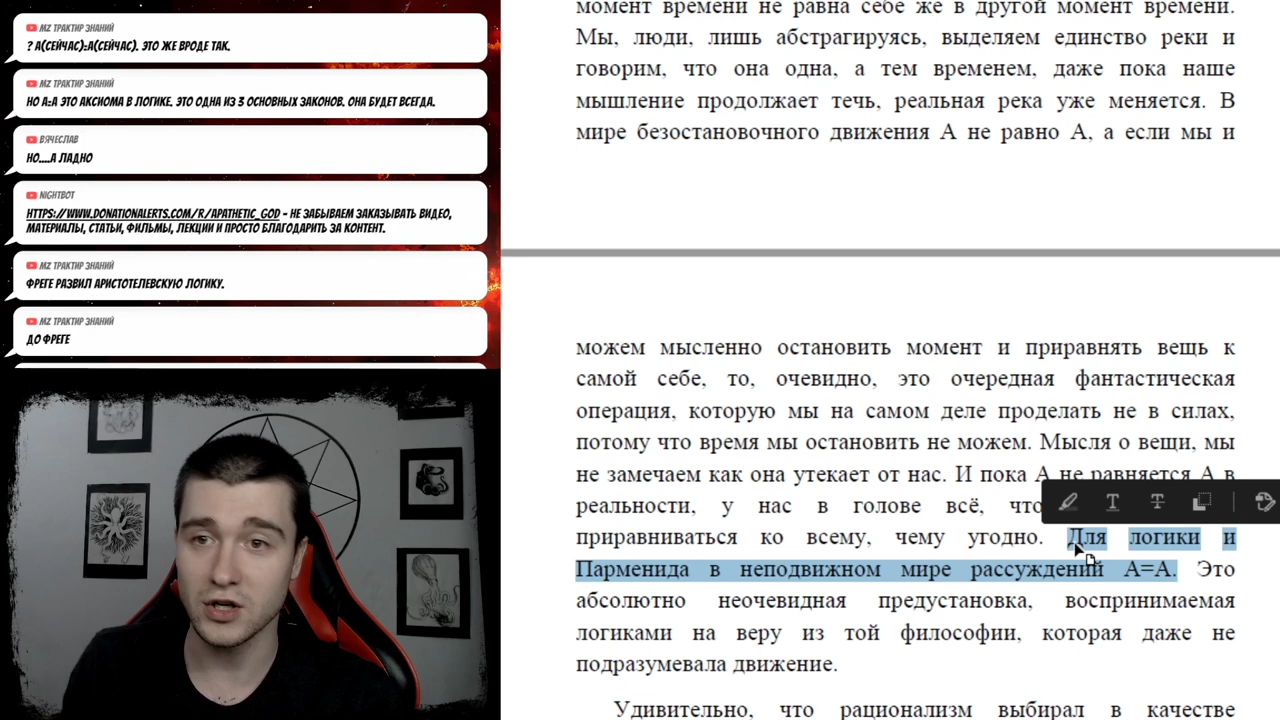 MZ ТРАКТИР ЗНАНИЙ
? А(СЕЙЧАС)=А(СЕЙЧАС). ЭТО ЖЕ ВРОДЕ ТАК.
MZ ТРАКТИР ЗНАНИЙ
НО А=А ЭТО АКСИОМА В ЛОГИКЕ. ЭТО ОДНА ИЗ 3 ОСНОВНЫХ ЗАКОНОВ. ОНА БУДЕТ ВСЕГДА.
ВЯЧЕСЛАВ
НО....А ЛАДНО
NIGHTBOT
HTTPS://WWW.DONATIONALERTS.COM/R/APATHETIC_GOD - НЕ ЗАБЫВАЕМ ЗАКАЗЫВАТЬ ВИДЕО,
МАТЕРИАЛЫ, СТАТЬИ, ФИЛЬМЫ, ЛЕКЦИИ И ПРОСТО БЛАГОДАРИТЬ ЗА КОНТЕНТ.
MZ ТРАКТИР ЗНАНИЙ
ФРЕГЕ РАЗВИЛ АРИСТОТЕЛЕВСКУЮ ЛОГИКУ.
MZ ТРАКТИР ЗНАНИЙ
ДО ФРЕГЕ
момент времени не равна себе же в другой момент времени.
Мы, люди, лишь абстрагируясь, выделяем единство реки и
говорим, что она одна, а тем временем, даже пока наше
мышление продолжает течь, реальная река уже меняется. В
мире безостановочного движения А не равно А, а если мы и
можем мысленно остановить момент и приравнять вещь к
самой себе, то, очевидно, это очередная фантастическая
операция, которую мы на самом деле проделать не в силах,
потому что время мы остановить не можем. Мысля о вещи, мы
не замечаем как она утекает от нас. И пока А не равняется А в
реальности, у нас в голове всё, что
приравниваться ко всему, чему угодно. Для логики и
Парменида в неподвижном мире рассуждений А=А. Это
абсолютно неочевидная предустановка, воспринимаемая
логиками на веру из той философии, которая даже не
подразумевала движение.
Удивительно, что рационализм выбирал в качестве